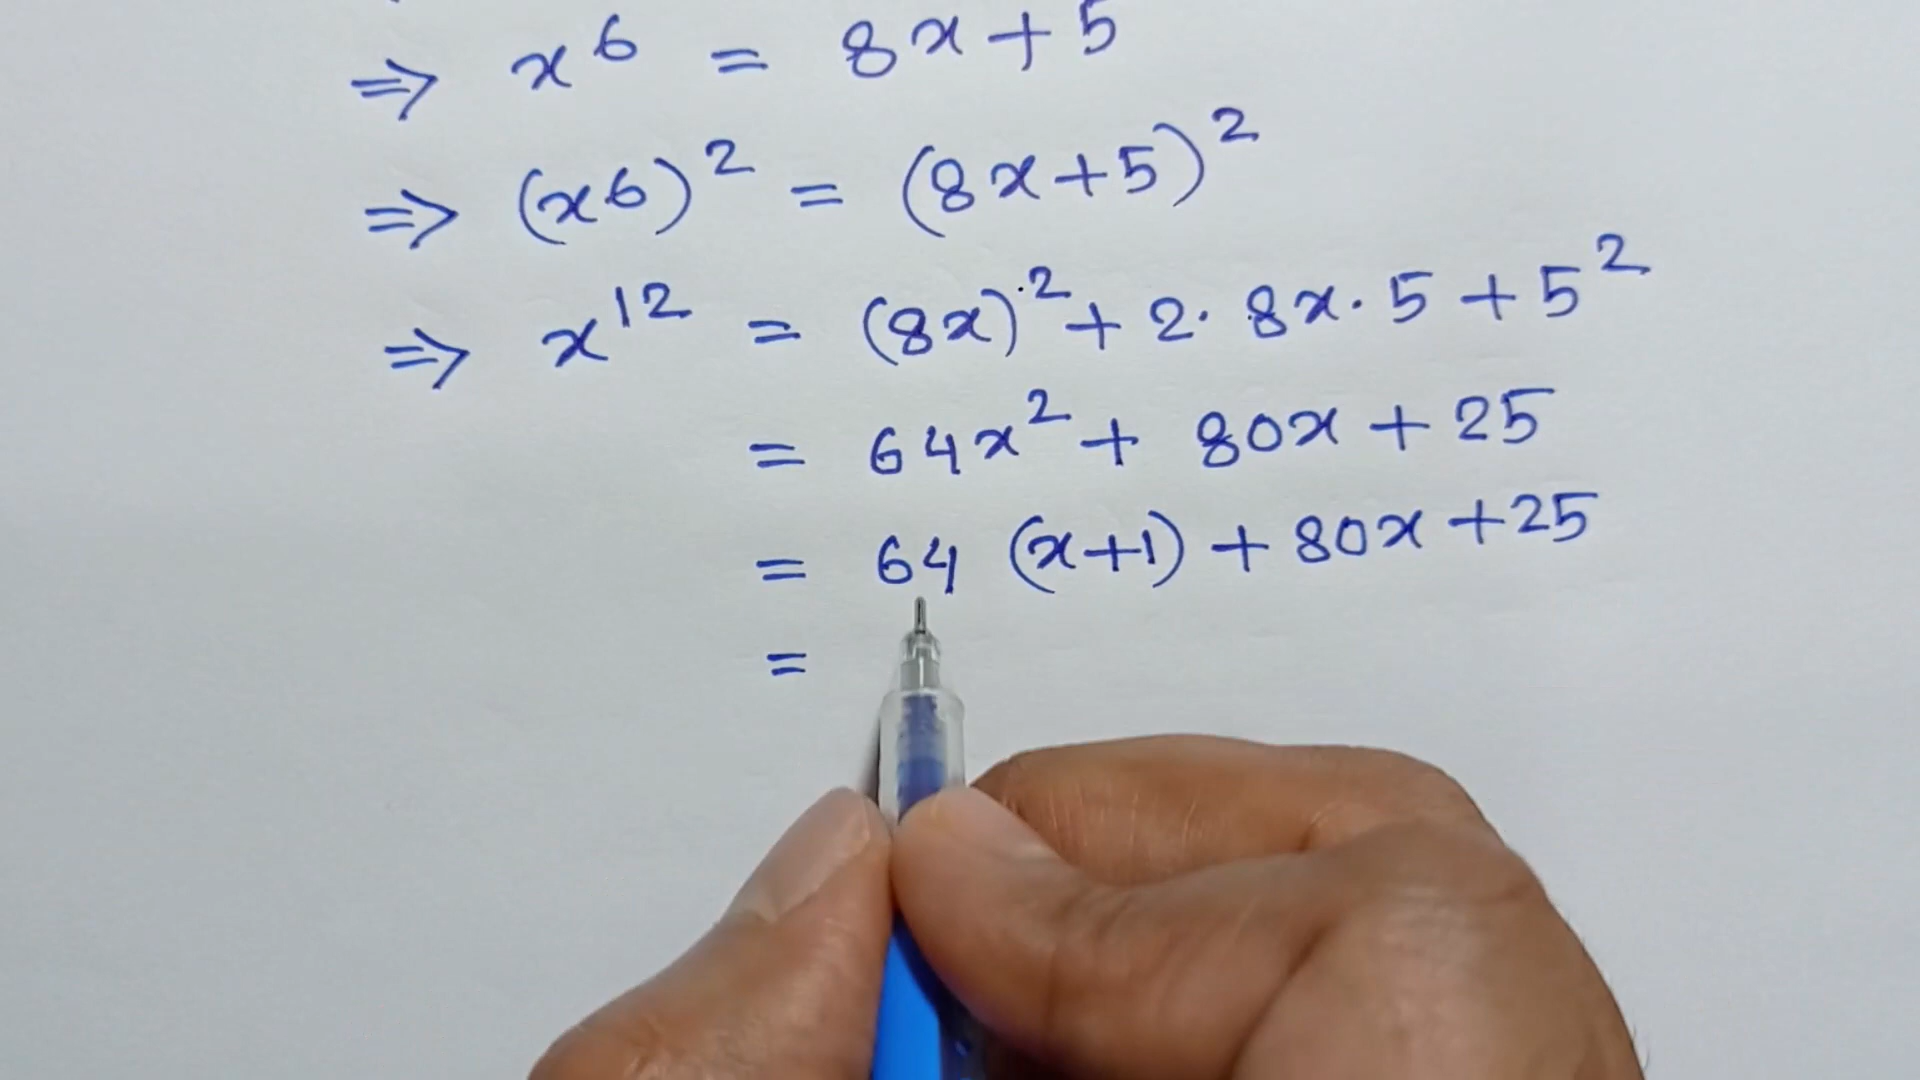 ⇒ x⁶ = 8x+5
⇒ (x6)² = (8x+5)²
⇒ x¹² = (8x)² + 2·8x·5 + 5²
= 64x² + 80x + 25
= 64 (x+1) + 80x +25
=